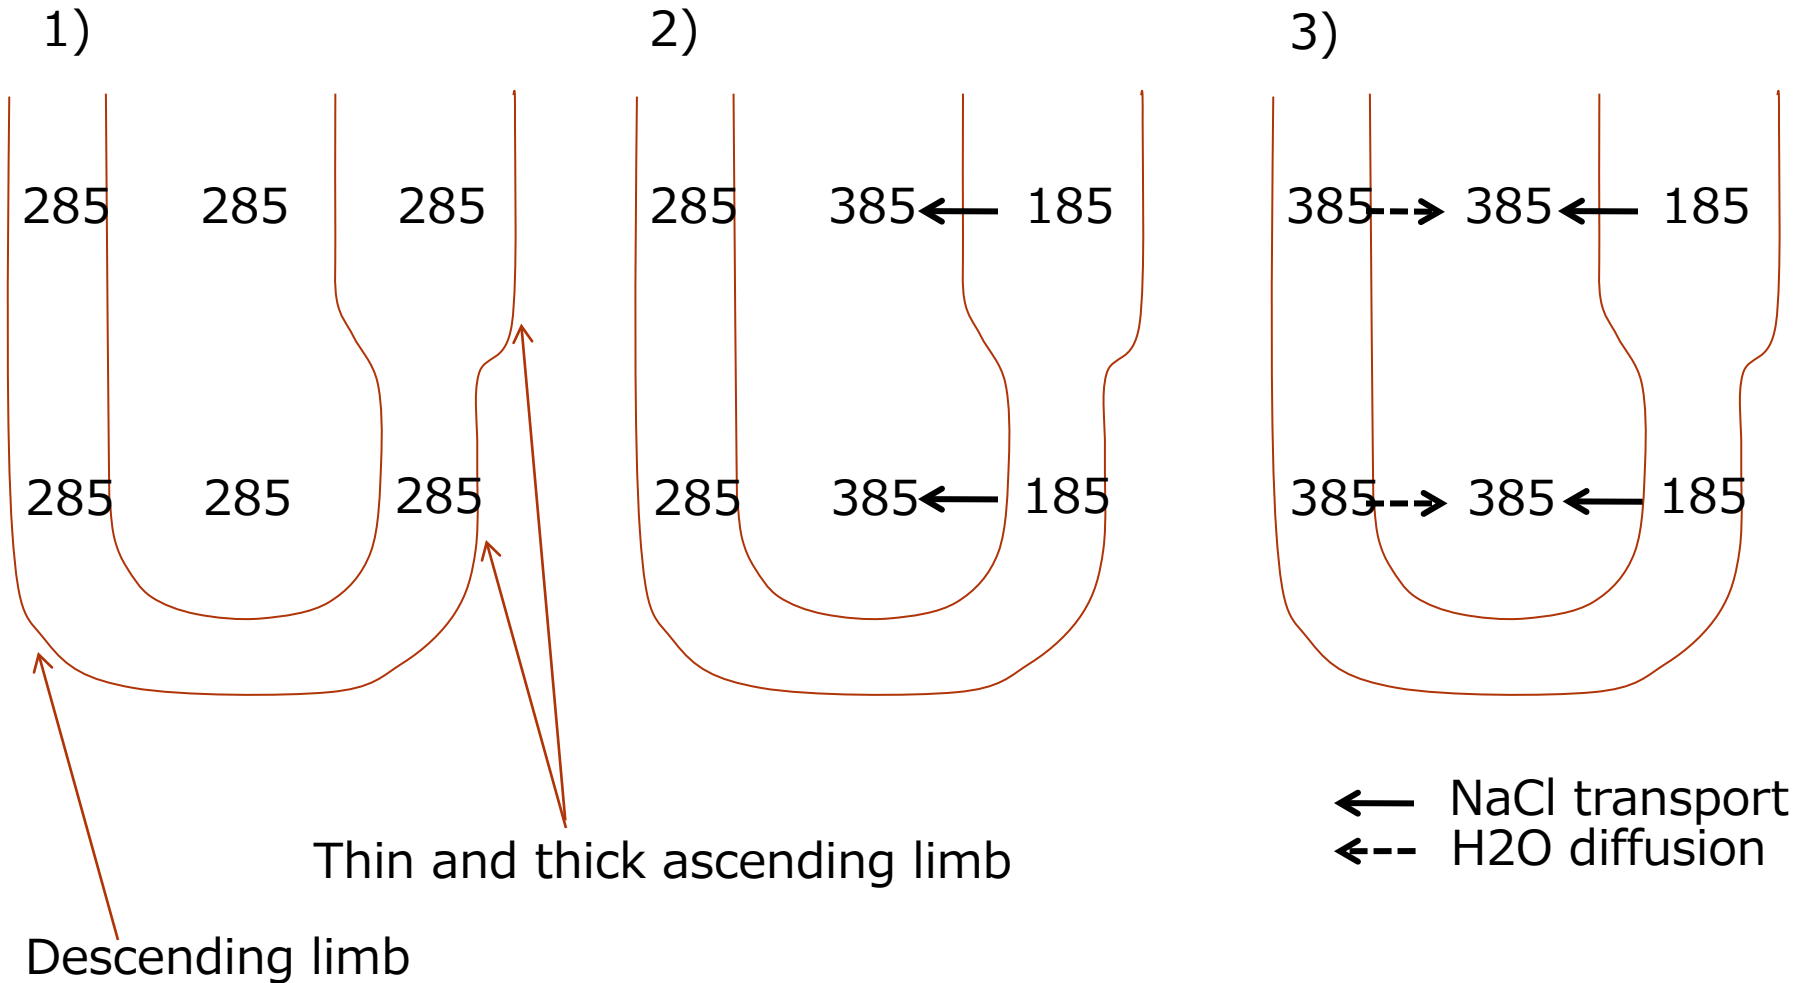 1) 2) 3)
285 285 285 285 385 185 385 385 185
285 285 285 285 385 185 385 385 185
NaCl transport
H2O diffusion
Thin and thick ascending limb
Descending limb